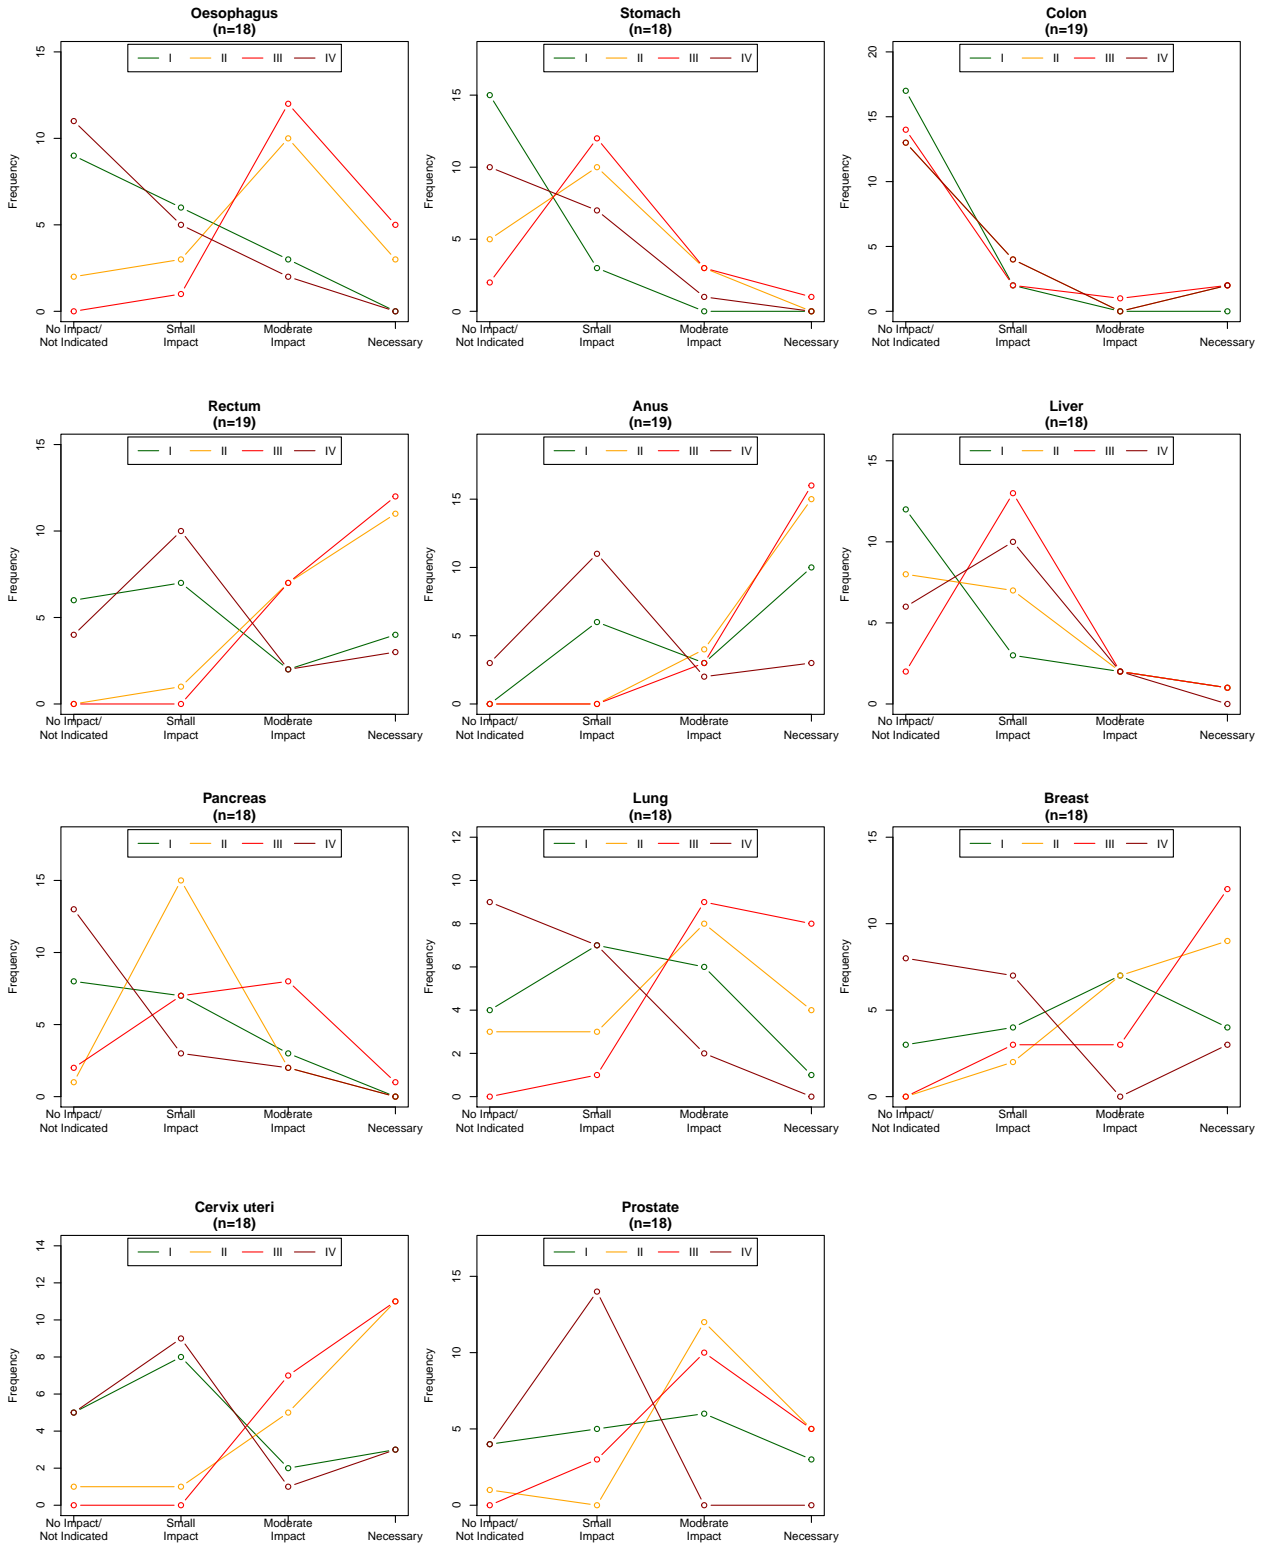 Oesophagus
(n=18)
I II III IV
Frequency
15
10
5
0
No Impact/ Small Moderate
Not Indicated Impact Impact Necessary
Stomach
(n=18)
I II III IV
Frequency
15
10
5
0
No Impact/ Small Moderate
Not Indicated Impact Impact Necessary
Colon
(n=19)
I II III IV
Frequency
20
15
10
5
0
No Impact/ Small Moderate
Not Indicated Impact Impact Necessary
Rectum
(n=19)
I II III IV
Frequency
15
10
5
0
No Impact/ Small Moderate
Not Indicated Impact Impact Necessary
Anus
(n=19)
I II III IV
Frequency
15
10
5
0
No Impact/ Small Moderate
Not Indicated Impact Impact Necessary
Liver
(n=18)
I II III IV
Frequency
15
10
5
0
No Impact/ Small Moderate
Not Indicated Impact Impact Necessary
Pancreas
(n=18)
I II III IV
Frequency
15
10
5
0
No Impact/ Small Moderate
Not Indicated Impact Impact Necessary
Lung
(n=18)
I II III IV
Frequency
12
10
8
6
4
2
0
No Impact/ Small Moderate
Not Indicated Impact Impact Necessary
Breast
(n=18)
I II III IV
Frequency
15
10
5
0
No Impact/ Small Moderate
Not Indicated Impact Impact Necessary
Cervix uteri
(n=18)
I II III IV
Frequency
14
12
10
8
6
4
2
0
No Impact/ Small Moderate
Not Indicated Impact Impact Necessary
Prostate
(n=18)
I II III IV
Frequency
15
10
5
0
No Impact/ Small Moderate
Not Indicated Impact Impact Necessary